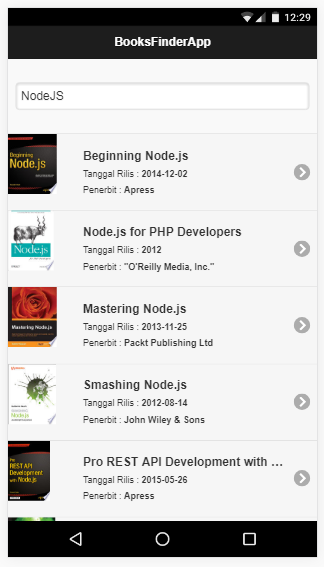 12:29
BooksFinderApp
NodeJS
Beginning
Node.js
Beginning Node.js
Tanggal Rilis : 2014-12-02
Penerbit : Apress
Node.js
Node.js for PHP Developers
Tanggal Rilis : 2012
Penerbit : "O'Reilly Media, Inc."
Mastering Node.js
Mastering Node.js
Tanggal Rilis : 2013-11-25
Penerbit : Packt Publishing Ltd
Smashing Node.js
Tanggal Rilis : 2012-08-14
Penerbit : John Wiley & Sons
Pro
REST API
Development
with Node.js
Pro REST API Development with ...
Tanggal Rilis : 2015-05-26
Penerbit : Apress